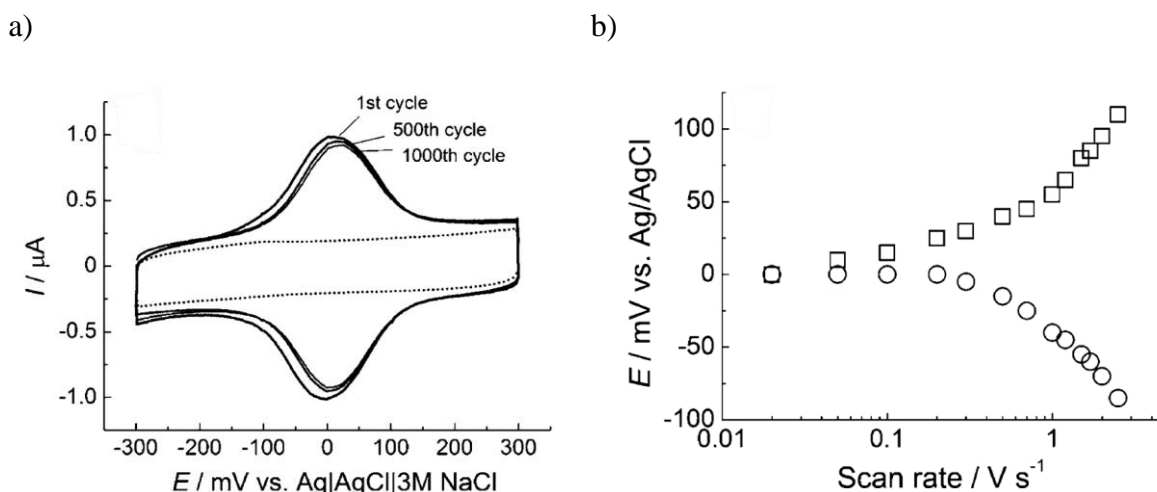 a)
b)
1st cycle
500th cycle
1000th cycle
1.0
0.5
0
-0.5
-1.0
I / μA
-300 -200 -100 0 100 200 300
E / mV vs. Ag|AgCl||3M NaCl
100
50
0
-50
-100
E / mV vs. Ag/AgCl
0.01 0.1 1
Scan rate / V s⁻¹